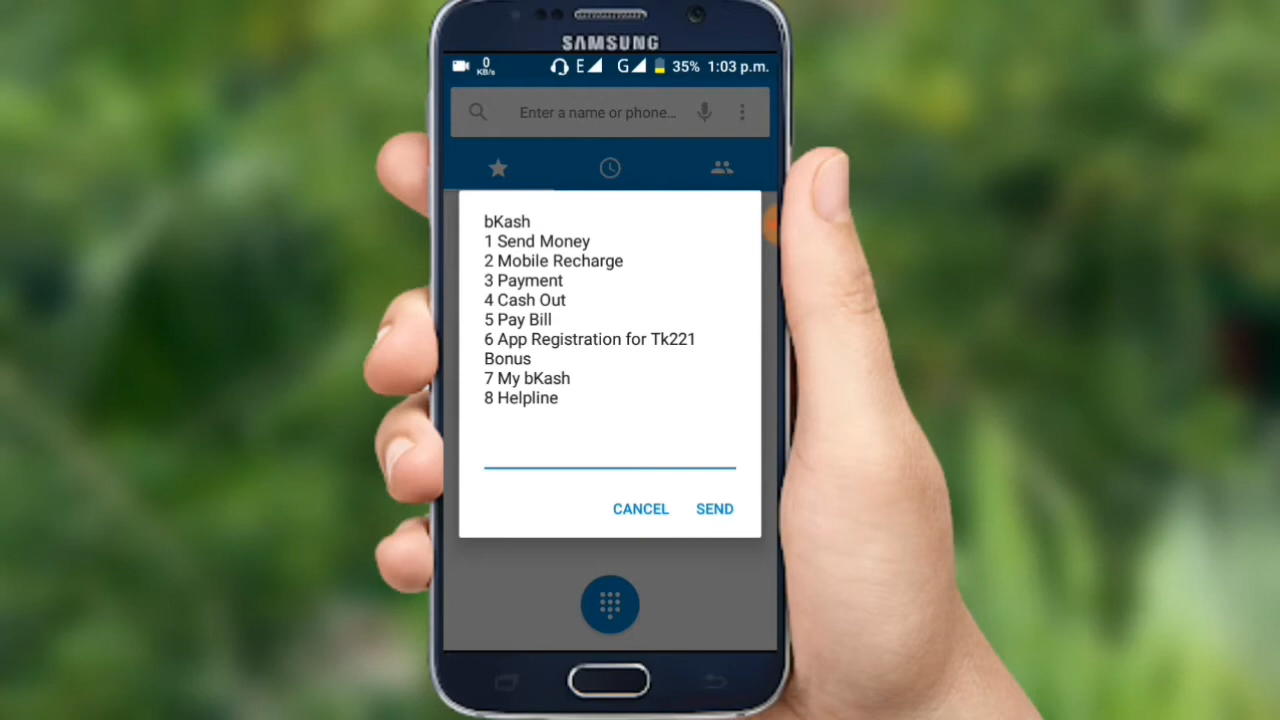 SAMSUNG
0
KB/s
E
G
35%
1:03 p.m.
Enter a name or phone...
bKash
1 Send Money
2 Mobile Recharge
3 Payment
4 Cash Out
5 Pay Bill
6 App Registration for Tk221
Bonus
7 My bKash
8 Helpline
CANCEL
SEND